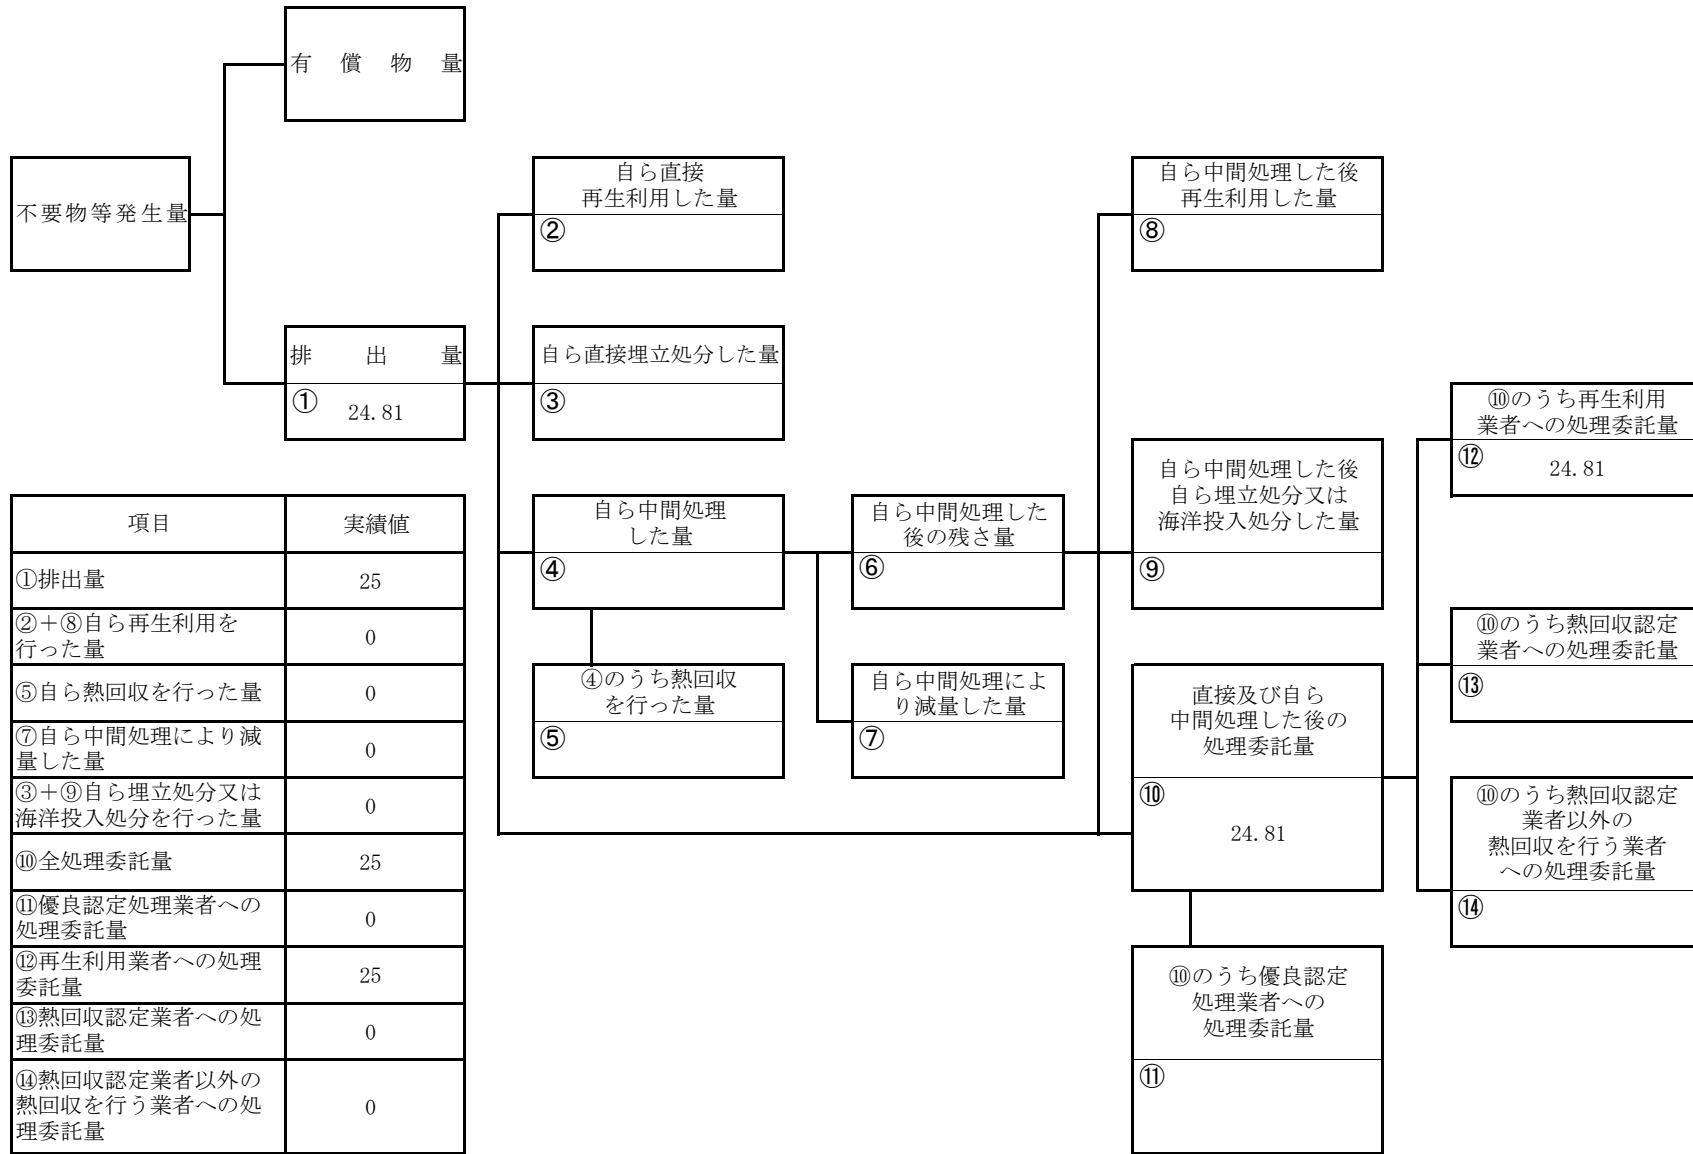 有償物量
不要物等発生量
自ら直接
再生利用した量
②
自ら中間処理した後
再生利用した量
⑧
排出量
① 24.81
自ら直接埋立処分した量
③
⑩のうち再生利用
業者への処理委託量
⑫ 24.81
自ら中間処理
した量
④
自ら中間処理した
後の残さ量
⑥
自ら中間処理した後
自ら埋立処分又は
海洋投入処分した量
⑨
⑩のうち熱回収認定
業者への処理委託量
⑬
④のうち熱回収
を行った量
⑤
自ら中間処理によ
り減量した量
⑦
直接及び自ら
中間処理した後の
処理委託量
⑩
24.81
⑩のうち熱回収認定
業者以外の
熱回収を行う業者
への処理委託量
⑭
⑩のうち優良認定
処理業者への
処理委託量
⑪
項目 実績値
①排出量 25
②＋⑧自ら再生利用を
行った量 0
⑤自ら熱回収を行った量 0
⑦自ら中間処理により減
量した量 0
③＋⑨自ら埋立処分又は
海洋投入処分を行った量 0
⑩全処理委託量 25
⑪優良認定処理業者への
処理委託量 0
⑫再生利用業者への処理
委託量 25
⑬熱回収認定業者への処
理委託量 0
⑭熱回収認定業者以外の
熱回収を行う業者への処 0
理委託量